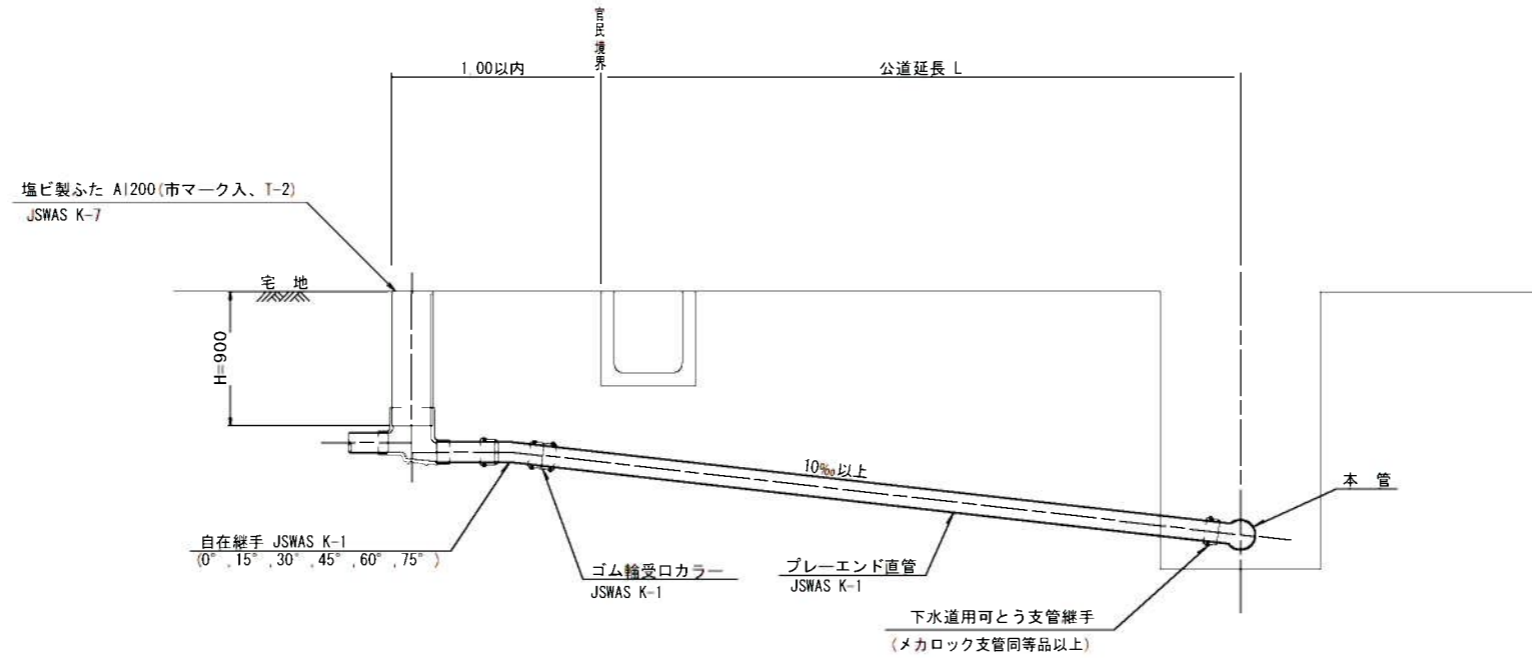 官民境界
1.00以内
公道延長 L
塩ビ製ふた A1200(市マーク入、T-2)
JSWAS K-7
宅 地
H=900
10‰以上
本 管
自在継手 JSWAS K-1
(0°,15°,30°,45°,60°,75°)
ゴム輪受口カラー
JSWAS K-1
プレーエンド直管
JSWAS K-1
下水道用可とう支管継手
(メカロック支管同等品以上)